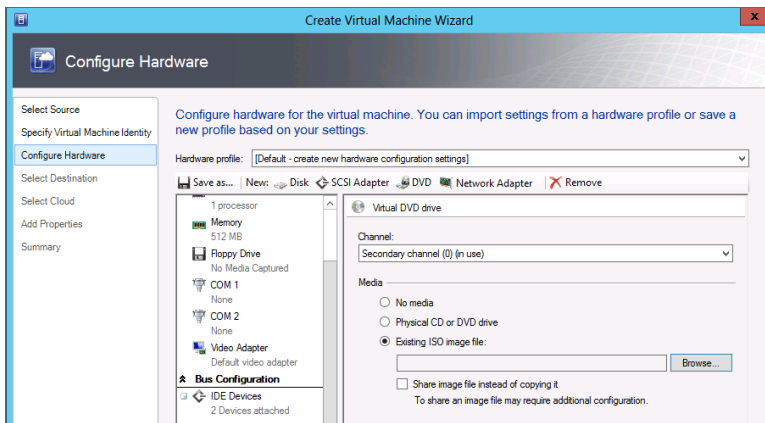 Create Virtual Machine Wizard
x
Configure Hardware
Select Source
Specify Virtual Machine Identity
Configure Hardware
Select Destination
Select Cloud
Add Properties
Summary
Configure hardware for the virtual machine. You can import settings from a hardware profile or save a
new profile based on your settings.
Hardware profile: [Default - create new hardware configuration settings]
Save as... New: Disk SCSI Adapter DVD Network Adapter Remove
1 processor
Memory
512 MB
Floppy Drive
No Media Captured
COM 1
None
COM 2
None
Video Adapter
Default video adapter
Bus Configuration
IDE Devices
2 Devices attached
Virtual DVD drive
Channel:
Secondary channel (0) (in use)
Media
No media
Physical CD or DVD drive
Existing ISO image file:
Browse...
Share image file instead of copying it
To share an image file may require additional configuration.